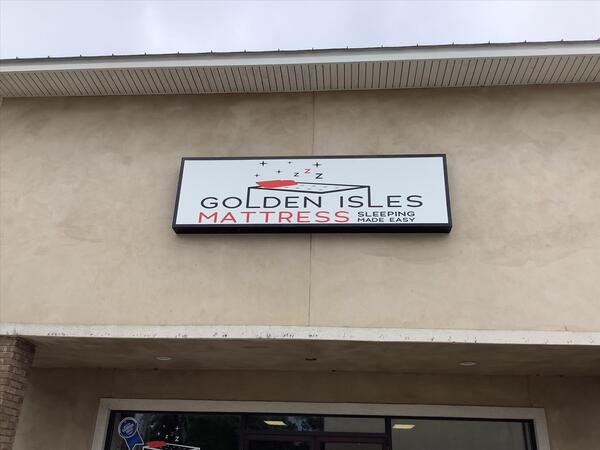 z z z
GOLDEN ISLES
MATTRESS SLEEPING
MADE EASY